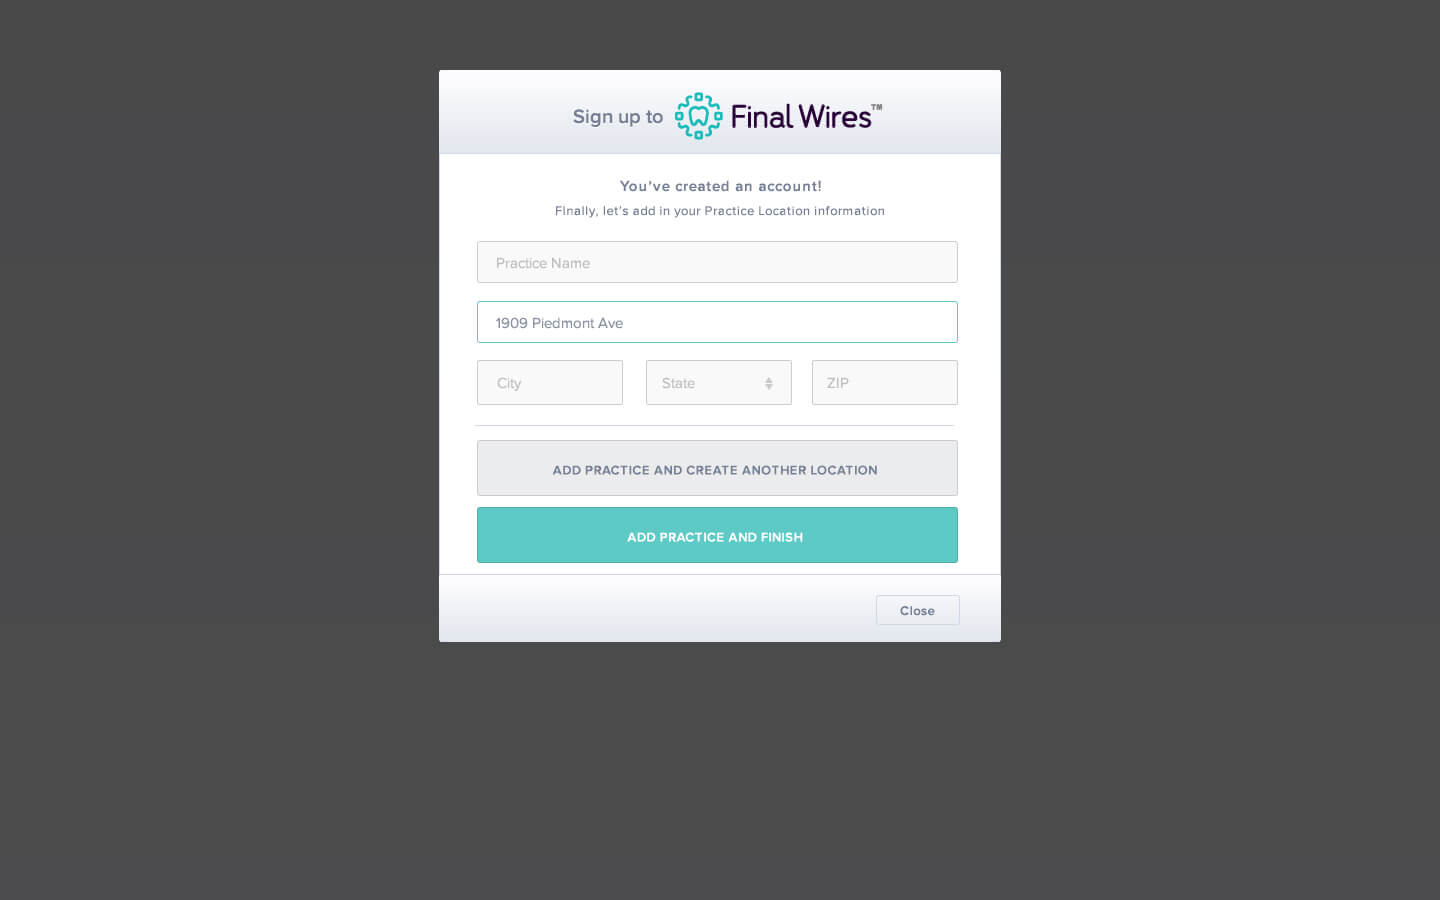 Sign up to Final Wires™
You've created an account!
Finally, let's add in your Practice Location information
Practice Name
1909 Piedmont Ave
City State ZIP
ADD PRACTICE AND CREATE ANOTHER LOCATION
ADD PRACTICE AND FINISH
Close